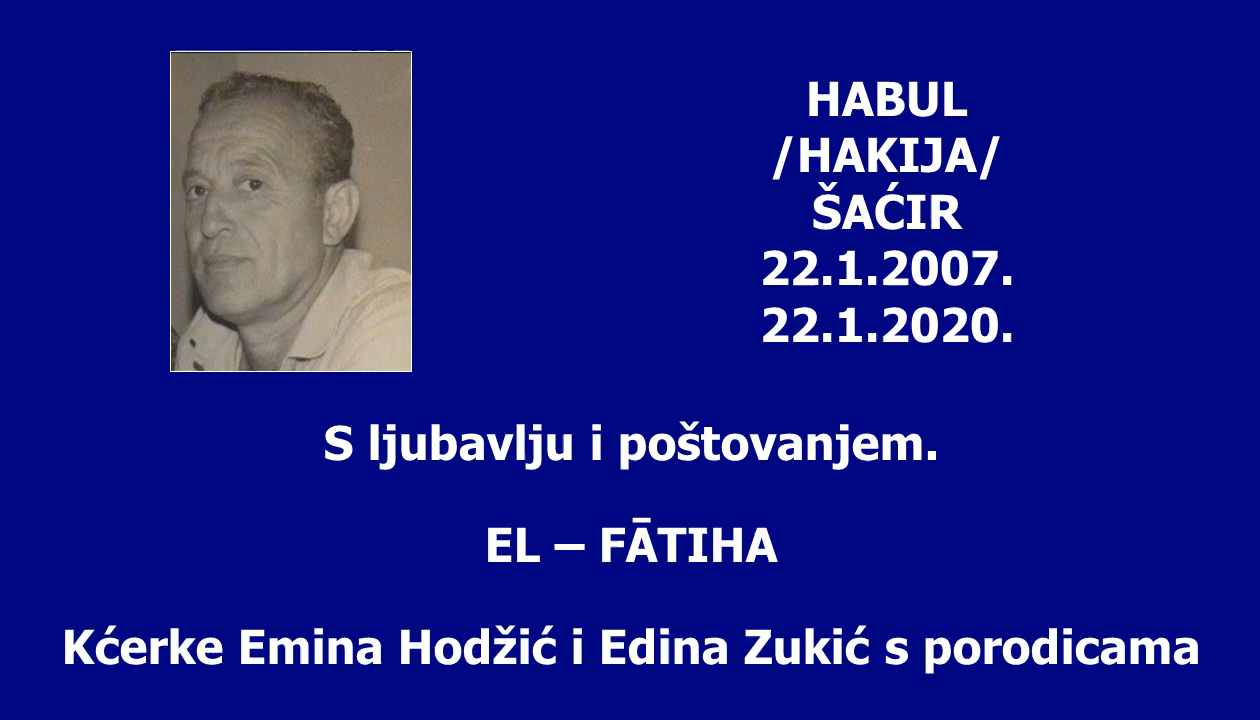 HABUL
/HAKIJA/
ŠAĆIR
22.1.2007.
22.1.2020.
S ljubavlju i poštovanjem.
EL – FĀTIHA
Kćerke Emina Hodžić i Edina Zukić s porodicama